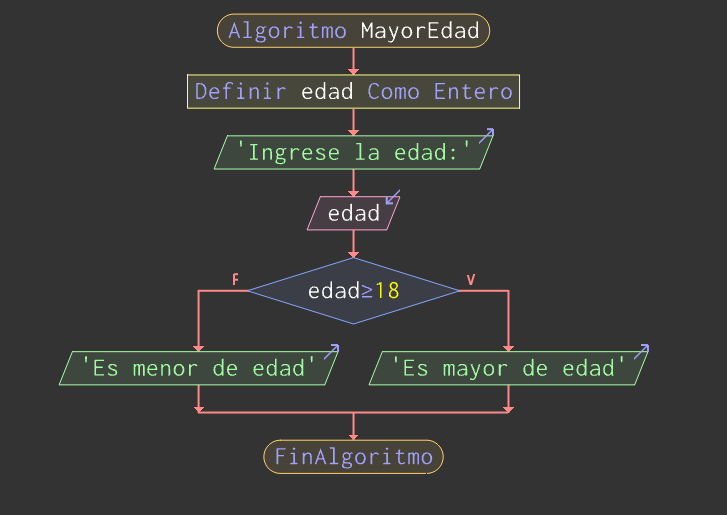 Algoritmo MayorEdad
Definir edad Como Entero
'Ingrese la edad:'
edad
F
V
edad≥18
'Es menor de edad'
'Es mayor de edad'
FinAlgoritmo